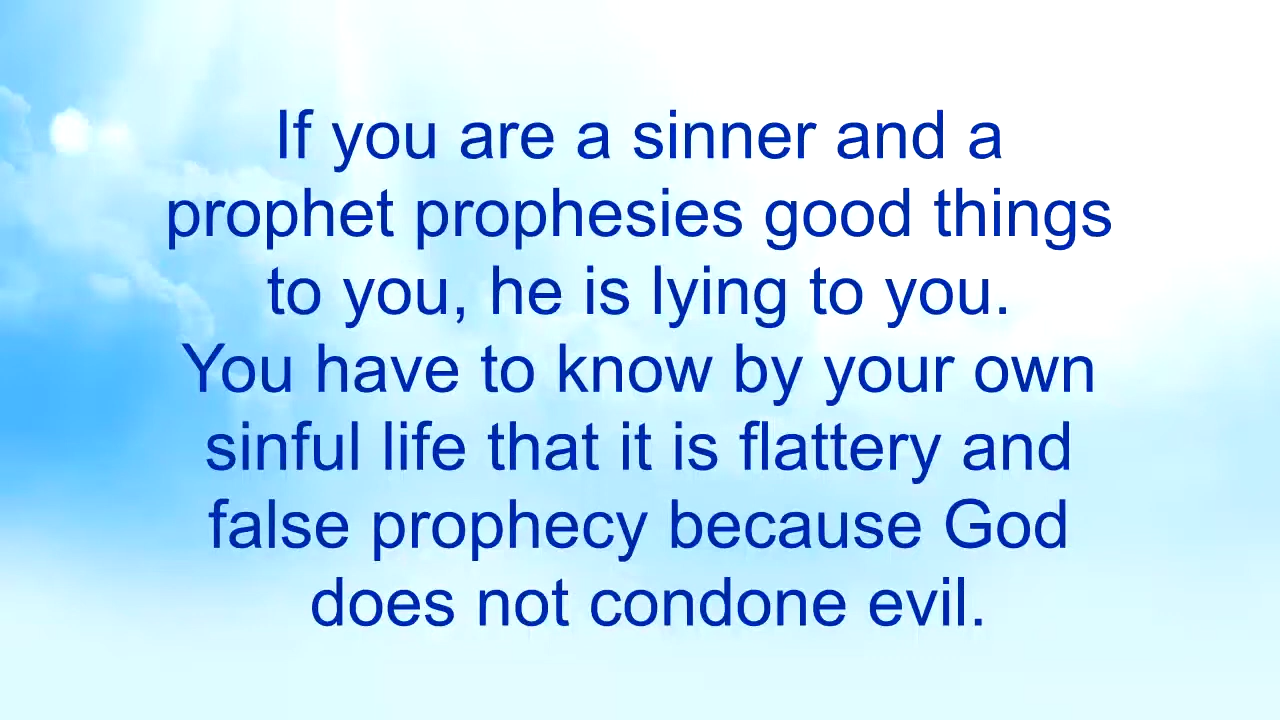 If you are a sinner and a
prophet prophesies good things
to you, he is lying to you.
You have to know by your own
sinful life that it is flattery and
false prophecy because God
does not condone evil.